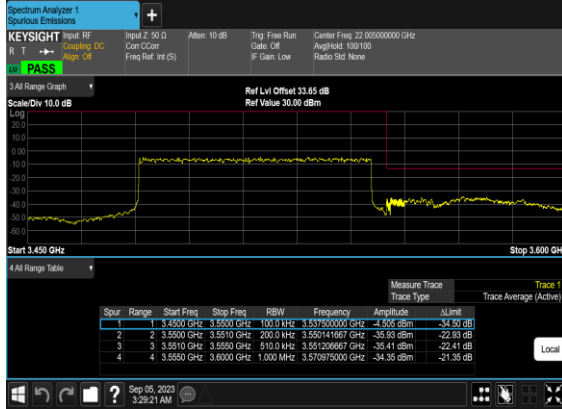 Spectrum Analyzer 1
Spurious Emissions
+
KEYSIGHT Input: RF Input Z: 50 Ω Atten: 10 dB Trig: Free Run Center Freq: 22.005000000 GHz
R T Coupling: DC Corr CCorr Gate: Off Avg|Hold: 100/100
Align: Off Freq Ref: Int (S) IF Gain: Low Radio Std: None
PASS
3 All Range Graph
Ref Lvl Offset 33.65 dB
Scale/Div 10.0 dB Ref Value 30.00 dBm
Log
20.0
10.0
0.00
-10.0
-20.0
-30.0
-40.0
-50.0
-60.0
Start 3.450 GHz Stop 3.600 GH
4 All Range Table
Measure Trace Trace 1
Trace Type Trace Average (Active)
Spur Range Start Freq Stop Freq RBW Frequency Amplitude ΔLimit
1 1 3.4500 GHz 3.5500 GHz 100.0 kHz 3.537500000 GHz -4.505 dBm -34.50 dB
2 2 3.5500 GHz 3.5510 GHz 200.0 kHz 3.550141667 GHz -35.93 dBm -22.93 dB
3 3 3.5510 GHz 3.5550 GHz 510.0 kHz 3.551206667 GHz -35.41 dBm -22.41 dB
4 4 3.5550 GHz 3.6000 GHz 1.000 MHz 3.570975000 GHz -34.35 dBm -21.35 dB
Local
?
Sep 05, 2023
3:29:21 AM